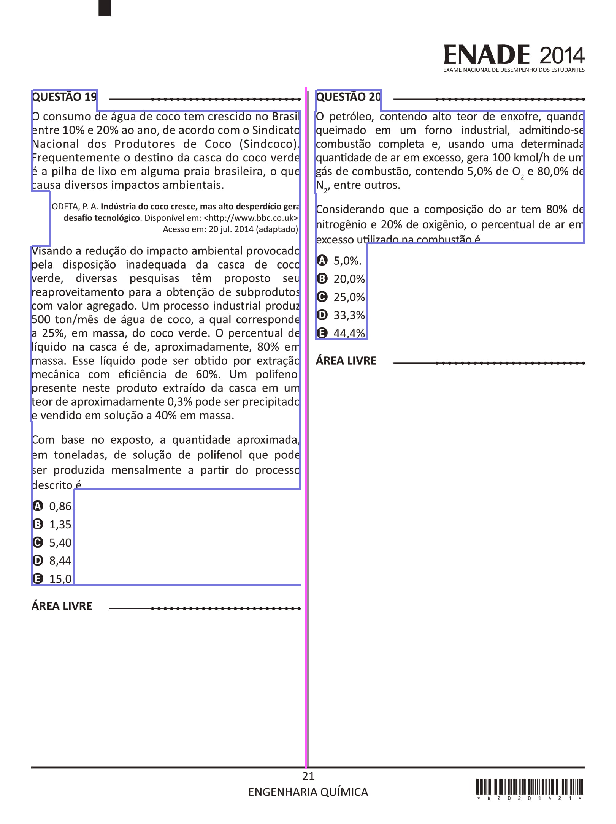 ENADE 2014
EXAME NACIONAL DE DESEMPENHO DOS ESTUDANTES
QUESTÃO 19
O consumo de água de coco tem crescido no Brasil
entre 10% e 20% ao ano, de acordo com o Sindicato
Nacional dos Produtores de Coco (Sindcoco).
Frequentemente o destino da casca do coco verde
é a pilha de lixo em alguma praia brasileira, o que
causa diversos impactos ambientais.
ODETA, P. A. Indústria do coco cresce, mas alto desperdício gera
desafio tecnológico. Disponível em: <http://www.bbc.co.uk>
Acesso em: 20 jul. 2014 (adaptado)
Visando a redução do impacto ambiental provocado
pela disposição inadequada da casca de coco
verde, diversas pesquisas têm proposto seu
reaproveitamento para a obtenção de subprodutos
com valor agregado. Um processo industrial produz
500 ton/mês de água de coco, a qual corresponde
a 25%, em massa, do coco verde. O percentual de
líquido na casca é de, aproximadamente, 80% em
massa. Esse líquido pode ser obtido por extração
mecânica com eficiência de 60%. Um polifeno
presente neste produto extraído da casca em um
teor de aproximadamente 0,3% pode ser precipitado
e vendido em solução a 40% em massa.
Com base no exposto, a quantidade aproximada,
em toneladas, de solução de polifenol que pode
ser produzida mensalmente a partir do processo
descrito é
A 0,86
B 1,35
C 5,40
D 8,44
E 15,0
ÁREA LIVRE
QUESTÃO 20
O petróleo, contendo alto teor de enxofre, quando
queimado em um forno industrial, admitindo-se
combustão completa e, usando uma determinada
quantidade de ar em excesso, gera 100 kmol/h de um
gás de combustão, contendo 5,0% de O2 e 80,0% de
N2, entre outros.
Considerando que a composição do ar tem 80% de
nitrogênio e 20% de oxigênio, o percentual de ar em
excesso utilizado na combustão é
A 5,0%.
B 20,0%
C 25,0%
D 33,3%
E 44,4%
ÁREA LIVRE
21
ENGENHARIA QUÍMICA